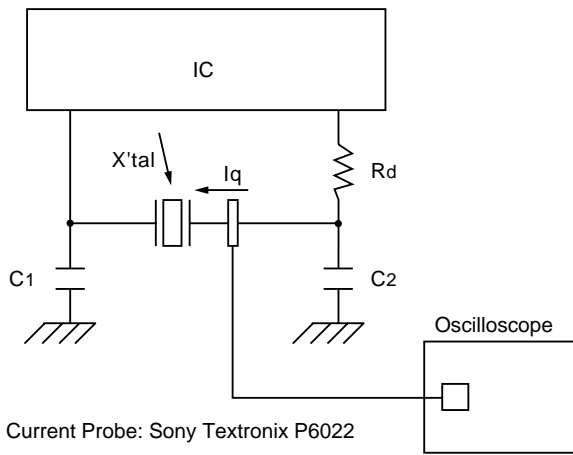 IC
X'tal
Iq
Rd
C1
C2
Oscilloscope
Current Probe: Sony Textronix P6022